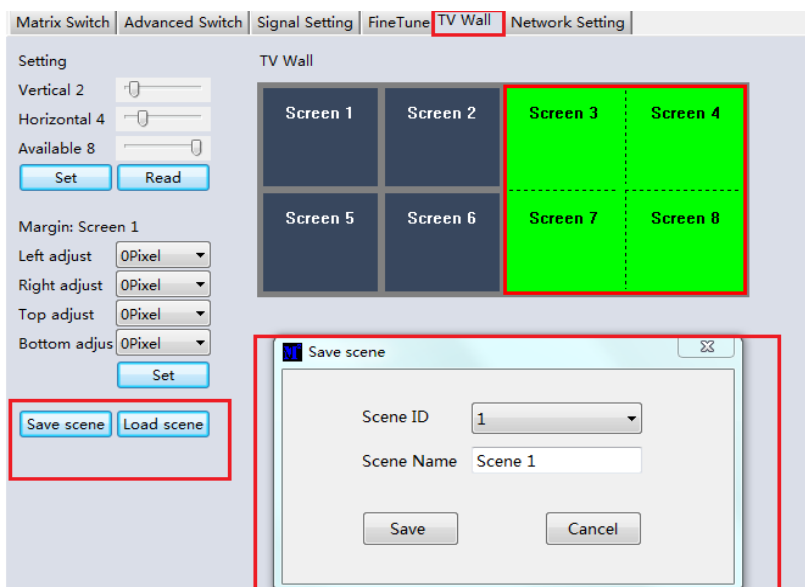 Matrix Switch Advanced Switch Signal Setting FineTune TV Wall Network Setting
Setting
Vertical 2
Horizontal 4
Available 8
Set Read
Margin: Screen 1
Left adjust 0Pixel
Right adjust 0Pixel
Top adjust 0Pixel
Bottom adjus 0Pixel
Set
Save scene Load scene
TV Wall
Screen 1 Screen 2 Screen 3 Screen 4
Screen 5 Screen 6 Screen 7 Screen 8
Save scene
Scene ID 1
Scene Name Scene 1
Save Cancel